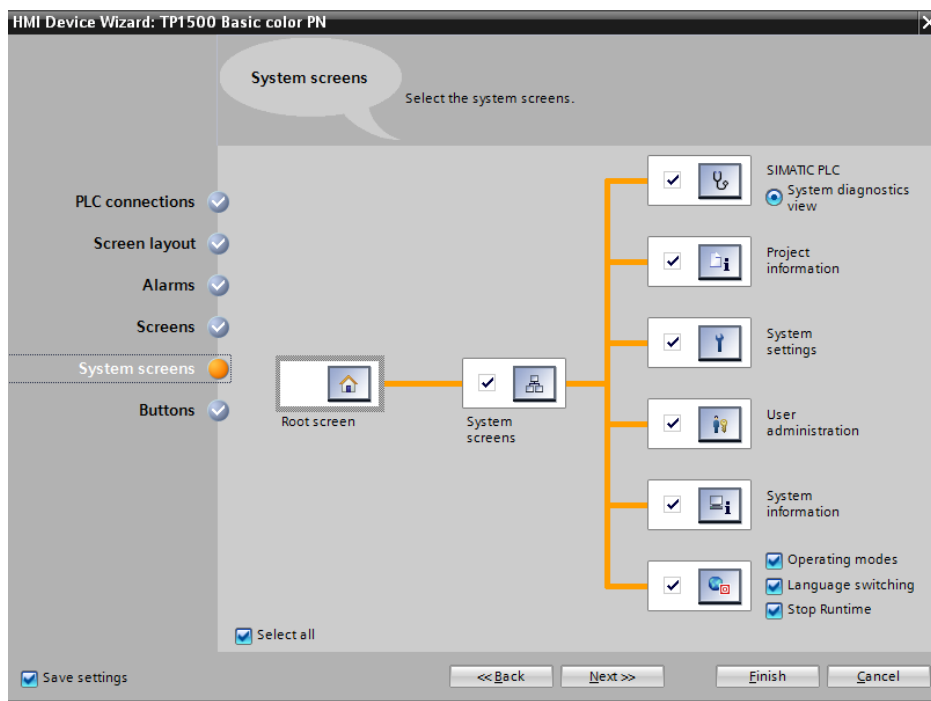 HMI Device Wizard: TP1500 Basic color PN
System screens
Select the system screens.
PLC connections
Screen layout
Alarms
Screens
System screens
Buttons
Root screen
System
screens
SIMATIC PLC
System diagnostics
view
Project
information
System
settings
User
administration
System
information
Operating modes
Language switching
Stop Runtime
Select all
Save settings
<<Back
Next>>
Finish
Cancel